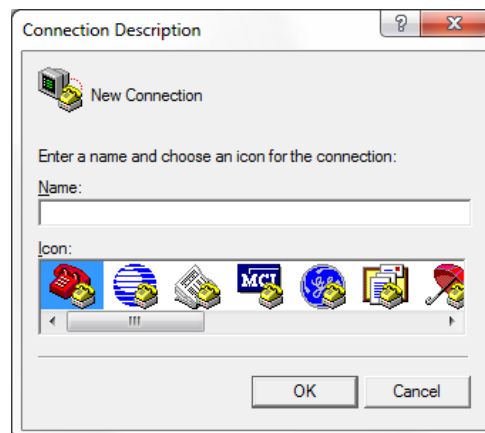 Connection Description
New Connection
Enter a name and choose an icon for the connection:
Name:
Icon:
MCI
OK
Cancel